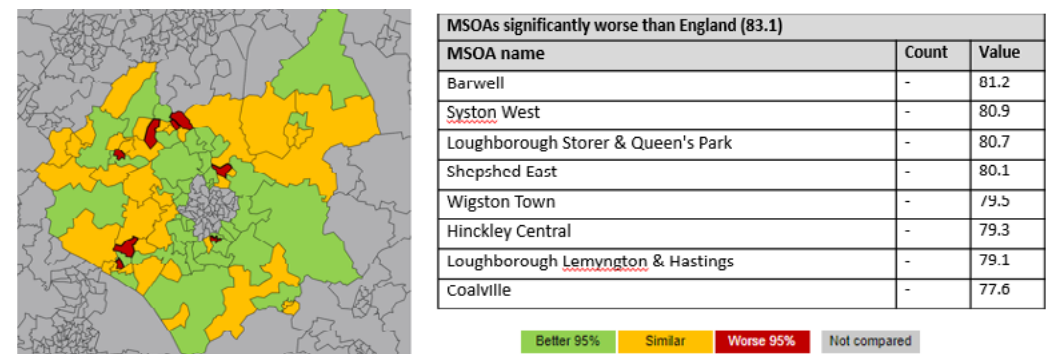 MSOAs significantly worse than England (83.1)
MSOA name Count Value
Barwell - 81.2
Syston West - 80.9
Loughborough Storer & Queen's Park - 80.7
Shepshed East - 80.1
Wigston Town - 79.5
Hinckley Central - 79.3
Loughborough Lemyngton & Hastings - 79.1
Coalville - 77.6
Better 95% Similar Worse 95% Not compared